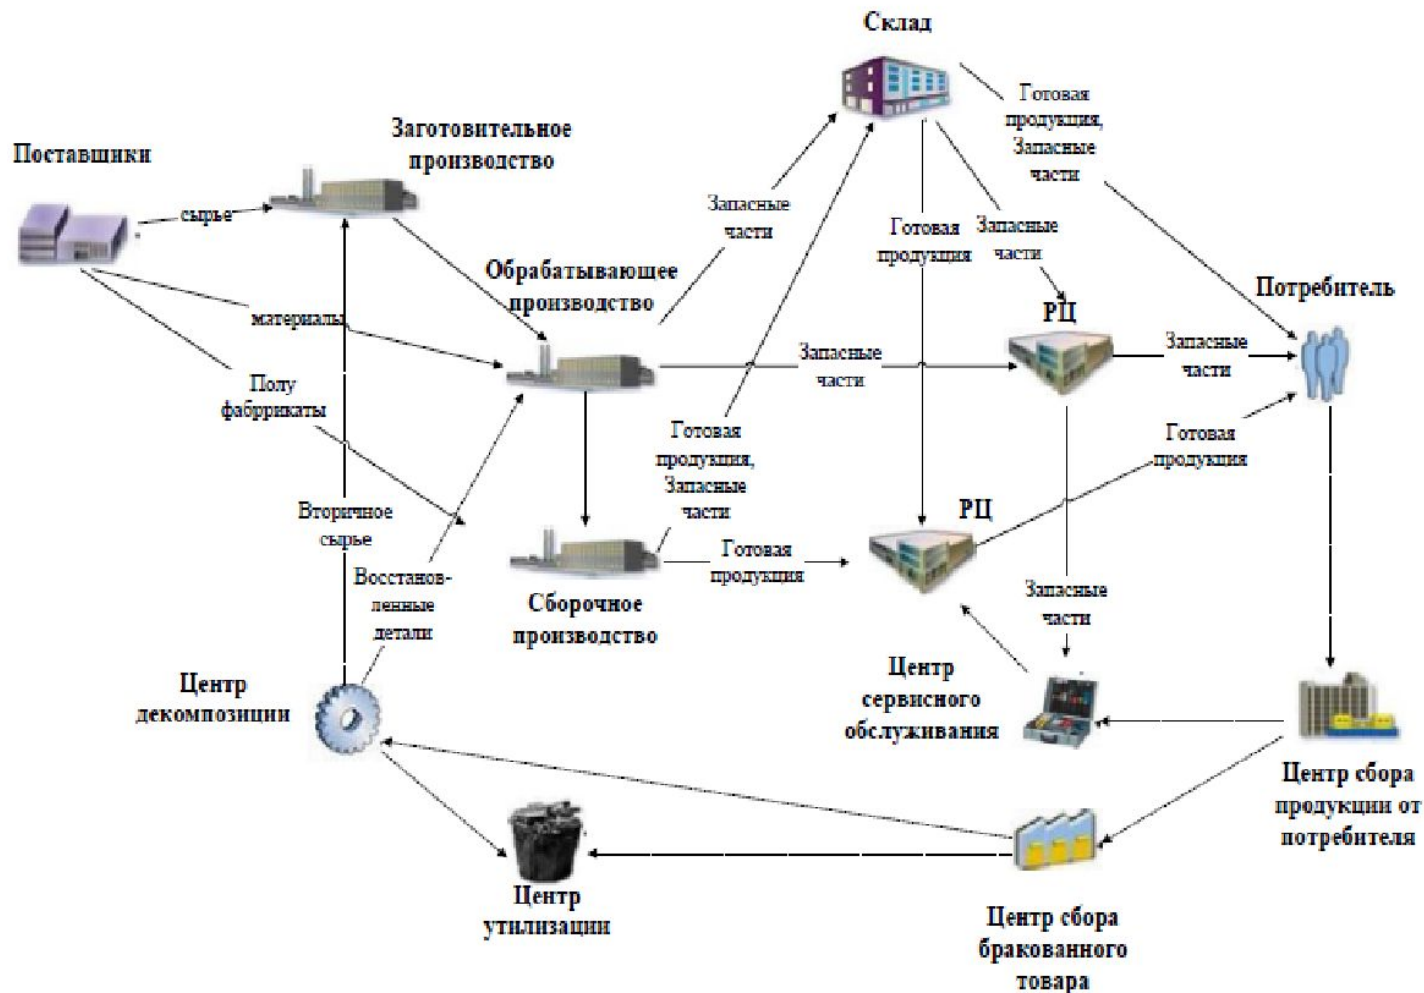 Склад
Заготовительное
производство
Поставшики
сырье
Готовая
продукция,
Запасные
части
Запасные
части
Готовая
продукция
Запасные
части
Обрабатывающее
производство
материалы
РЦ
Потребитель
Запасные
части
Запасные
части
Полу
фабррикаты
Готовая
продукция,
Запасные
части
Готовая
продукция
Вторичное
сырье
РЦ
Готовая
продукция
Восстанов-
ленные
детали
Сборочное
производство
Запасные
части
Центр
декомпозиции
Центр
сервисного
обслуживания
Центр сбора
продукции от
потребителя
Центр
утилизации
Центр сбора
бракованного
товара